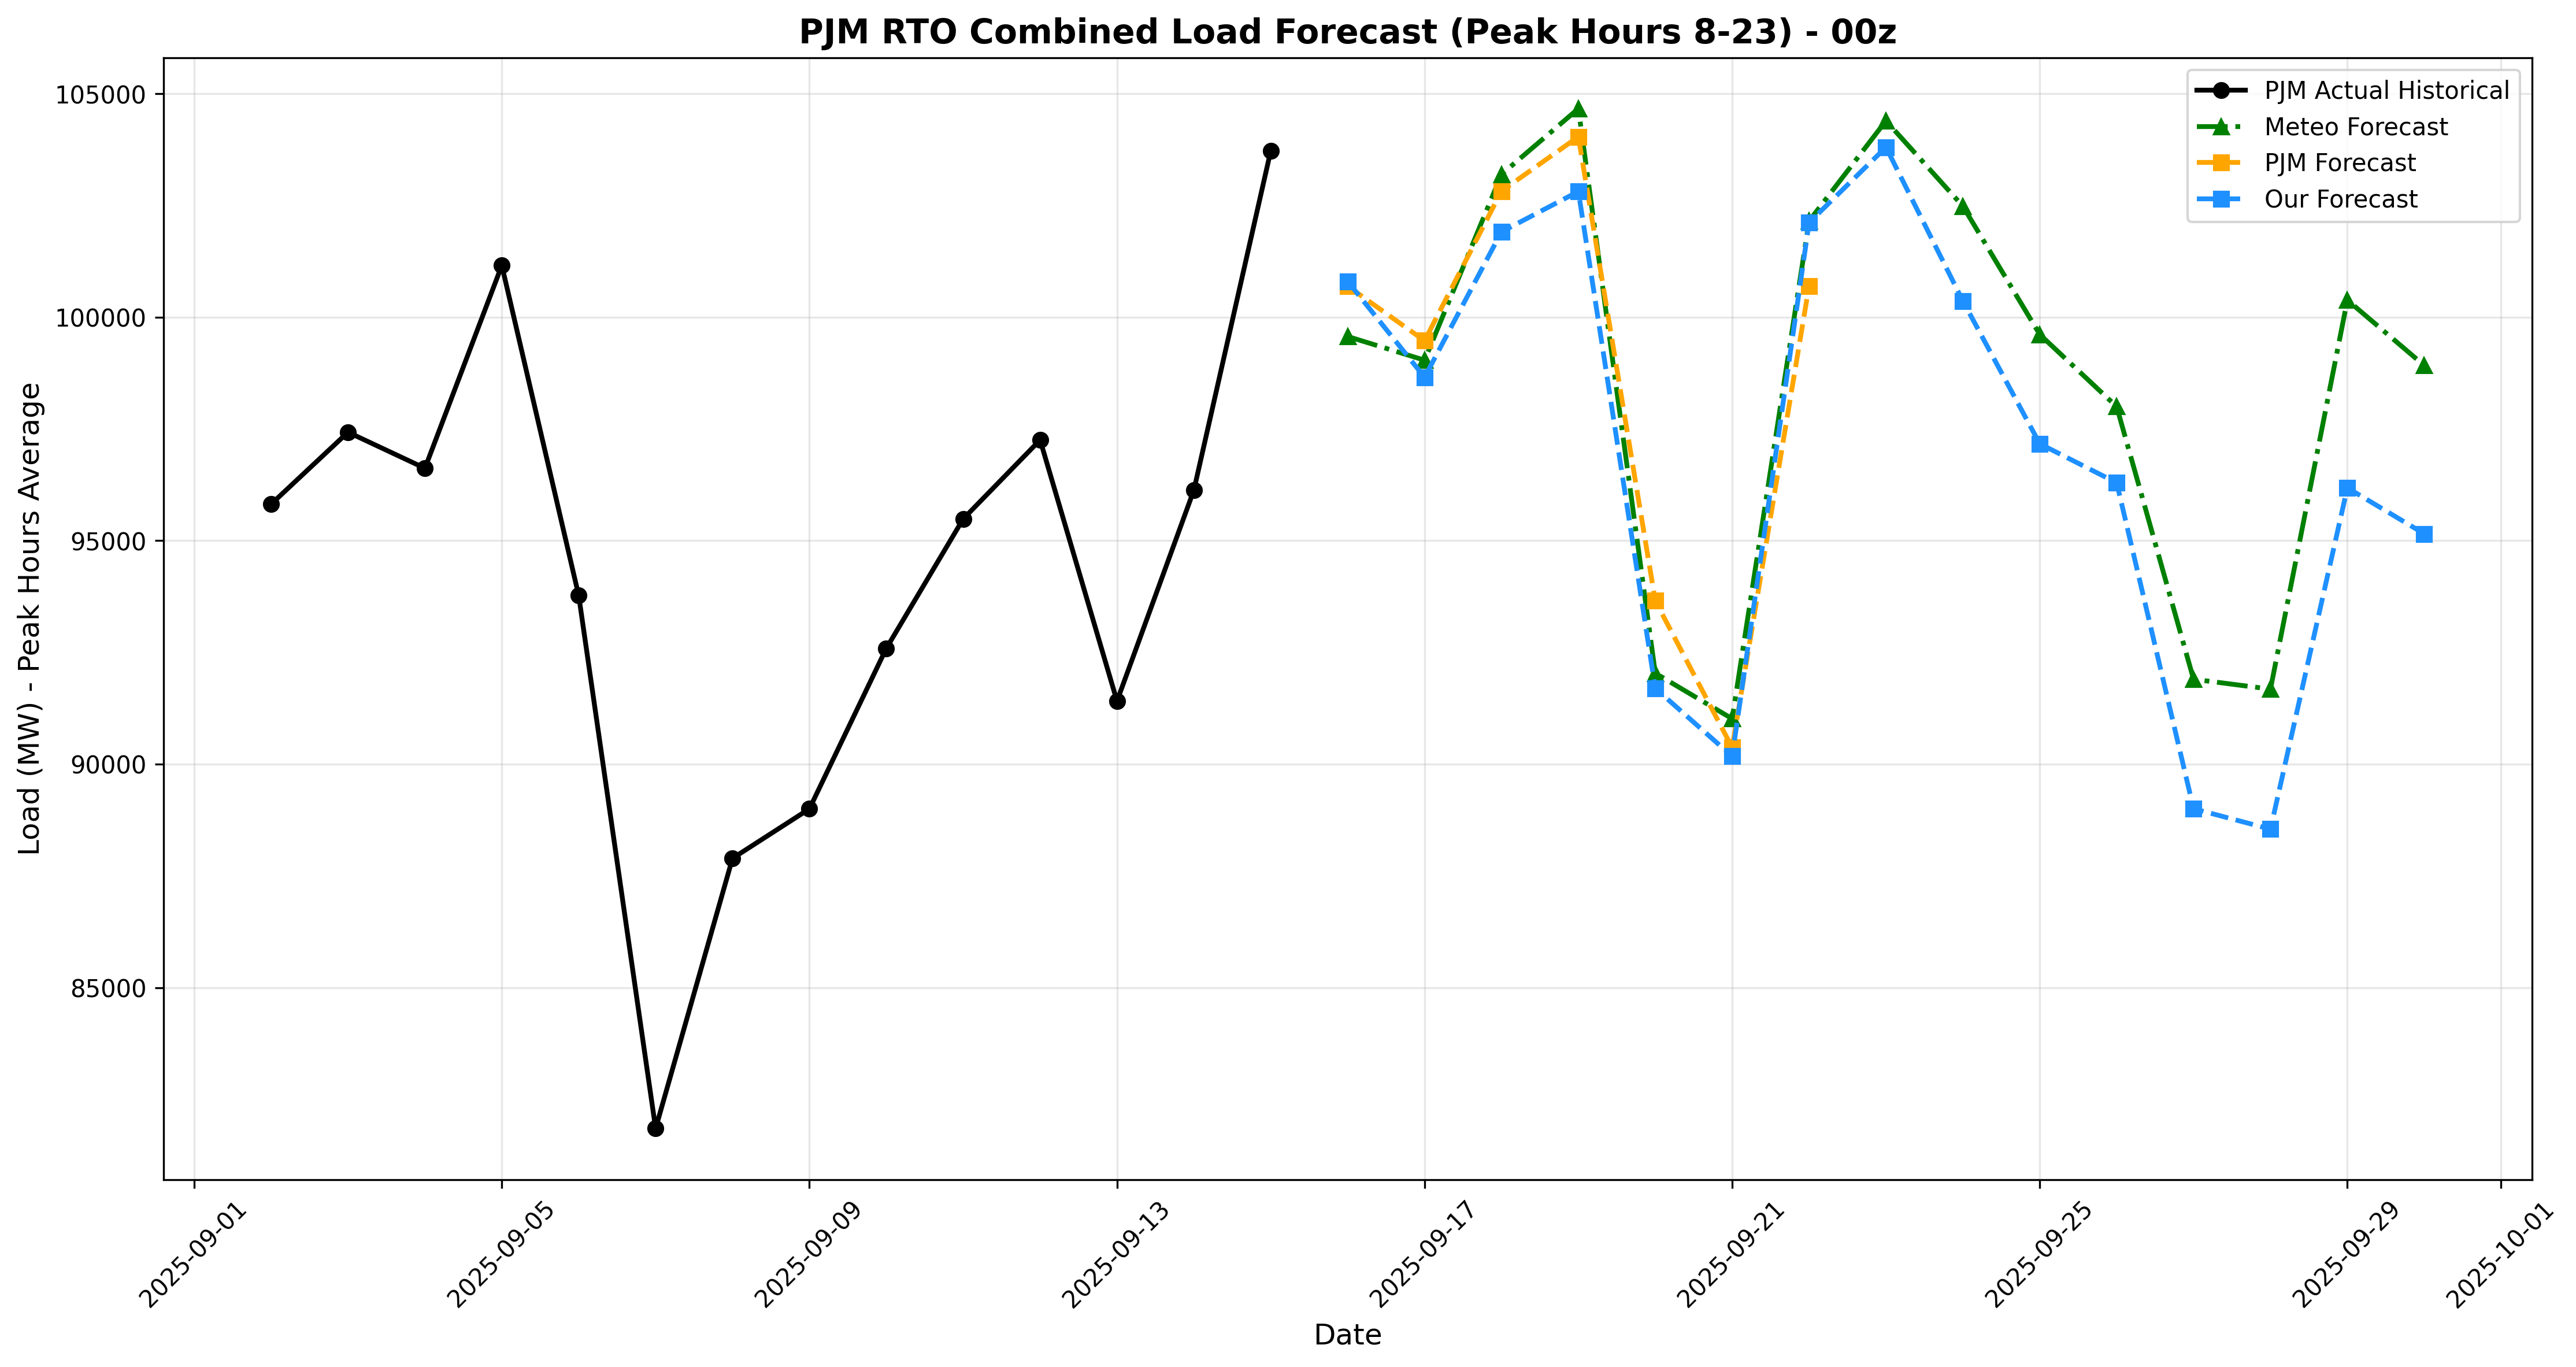 PJM RTO Combined Load Forecast (Peak Hours 8-23) - 00z
PJM Actual Historical
Meteo Forecast
PJM Forecast
Our Forecast
Load (MW) - Peak Hours Average
105000
100000
95000
90000
85000
2025-09-01
2025-09-05
2025-09-09
2025-09-13
2025-09-17
2025-09-21
2025-09-25
2025-09-29
2025-10-01
Date